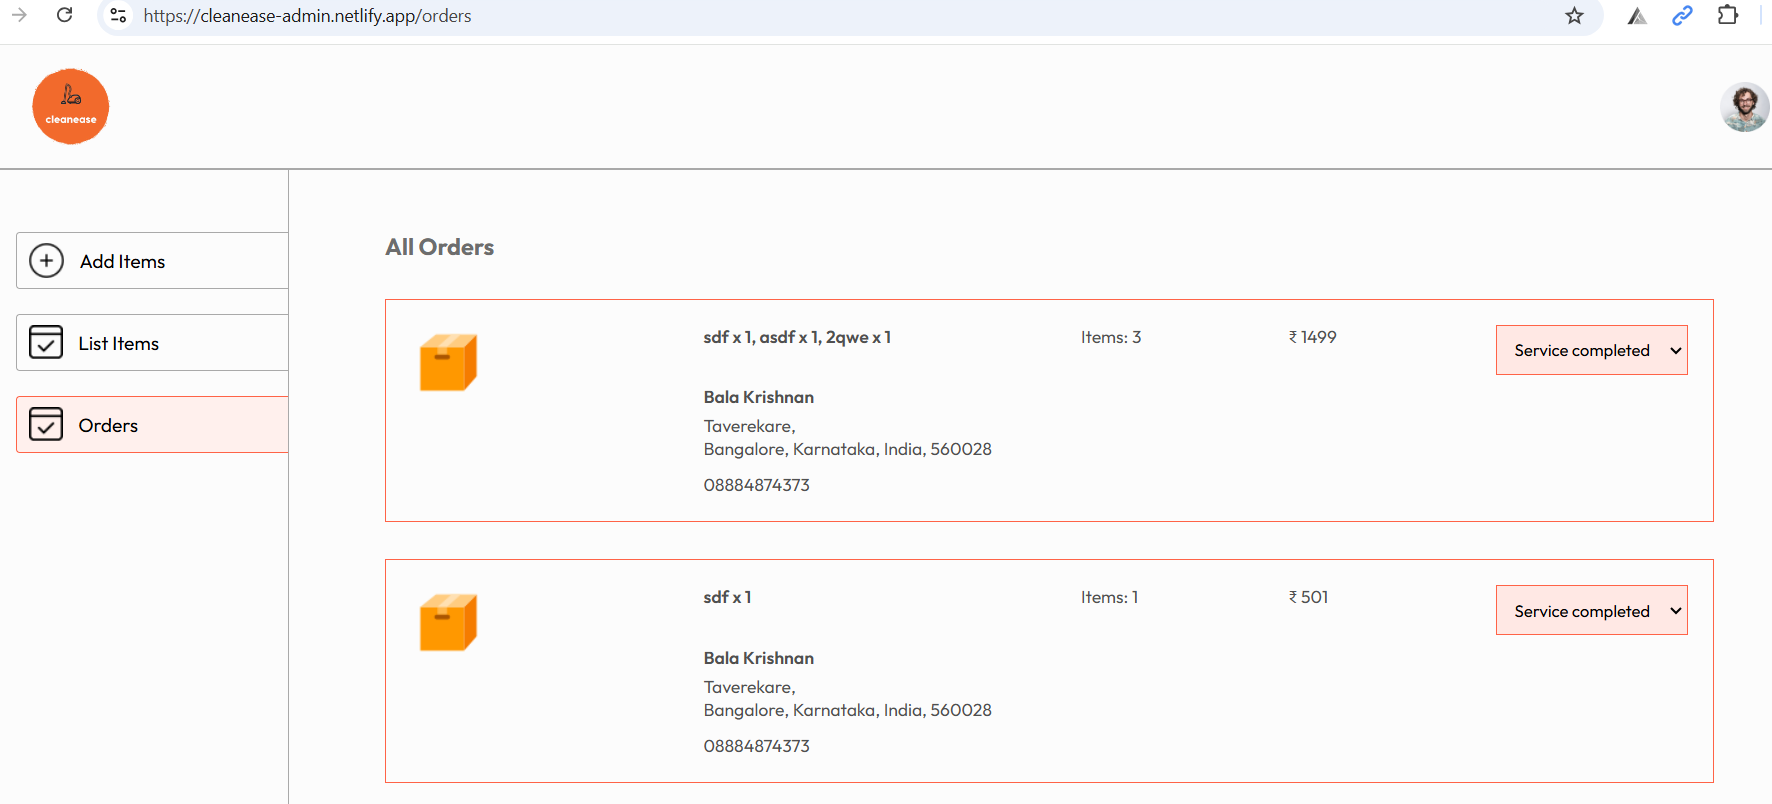 https://cleanease-admin.netlify.app/orders
cleanease
Add Items
List Items
Orders
All Orders
sdf x 1, asdf x 1, 2qwe x 1
Items: 3
₹ 1499
Service completed
Bala Krishnan
Taverekare,
Bangalore, Karnataka, India, 560028
08884874373
sdf x 1
Items: 1
₹ 501
Service completed
Bala Krishnan
Taverekare,
Bangalore, Karnataka, India, 560028
08884874373